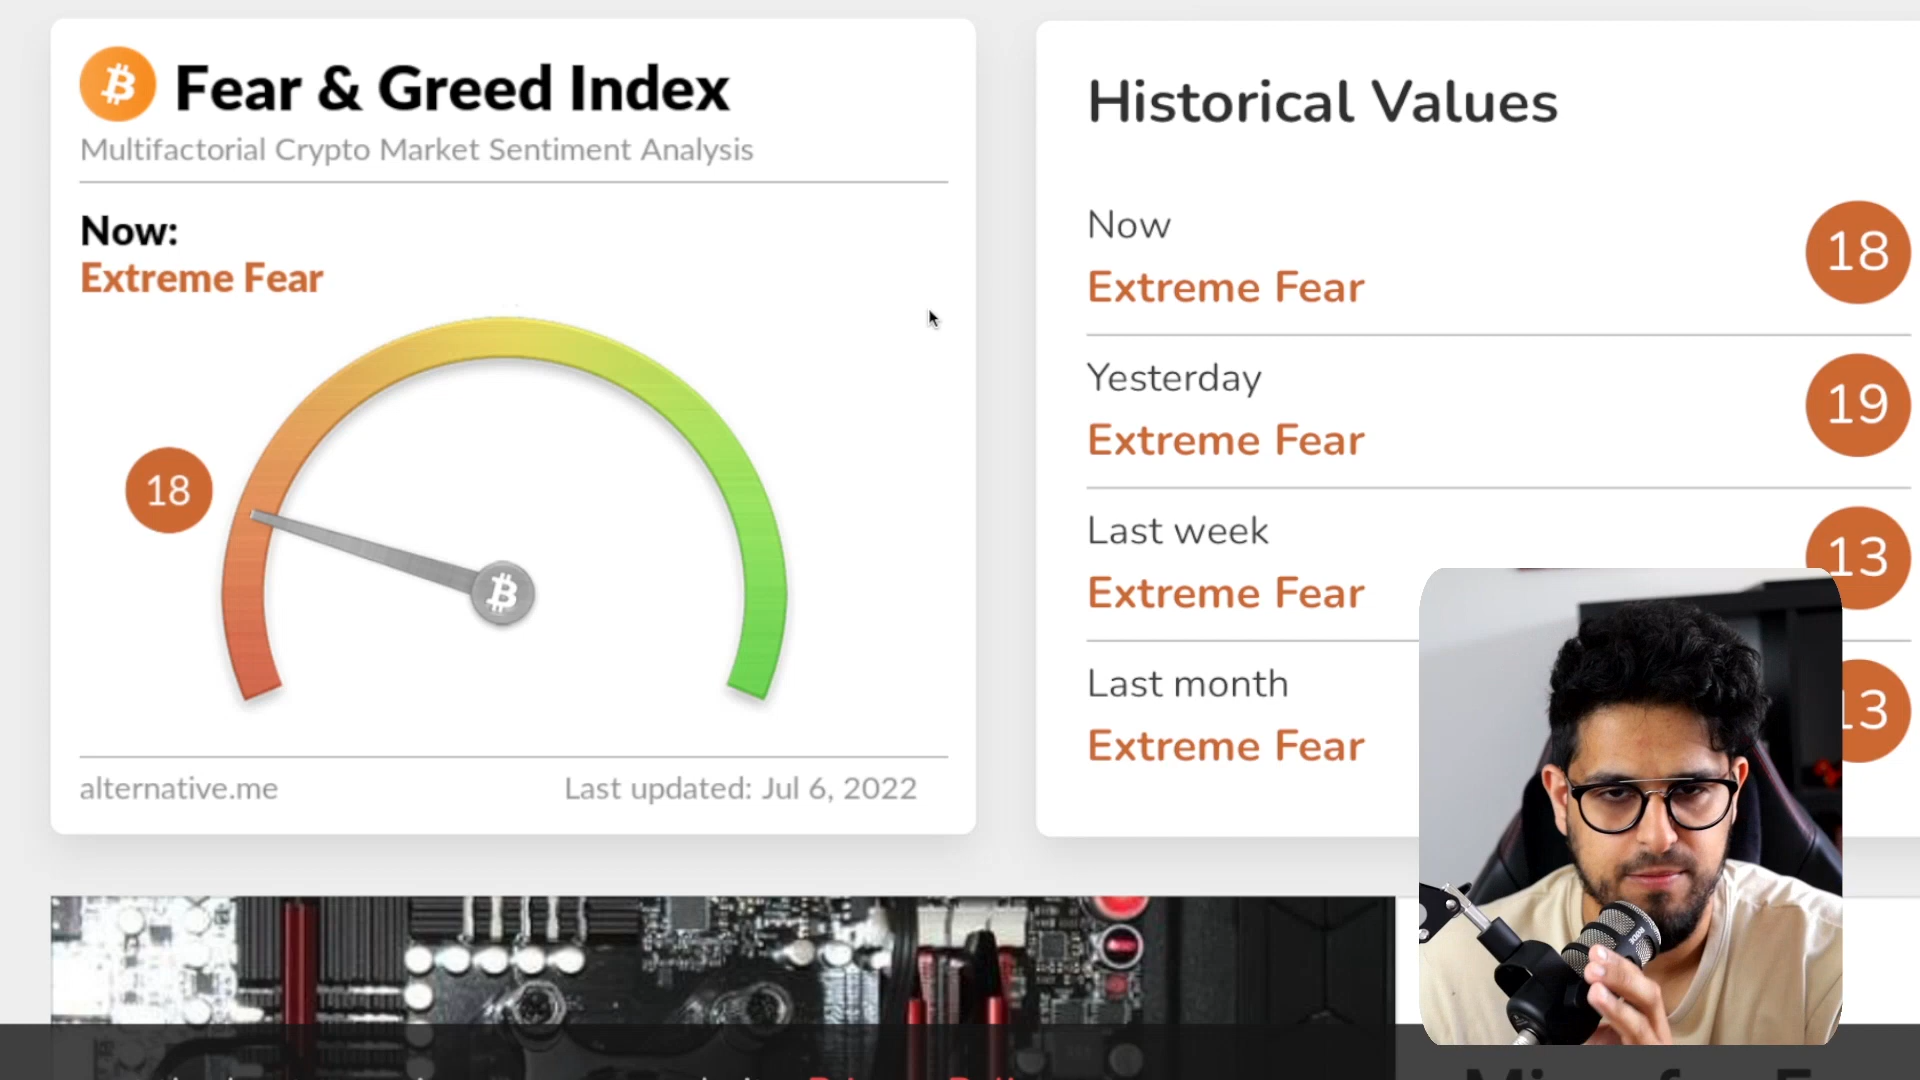 Fear & Greed Index
Multifactorial Crypto Market Sentiment Analysis
Now:
Extreme Fear
18
alternative.me
Last updated: Jul 6, 2022
Historical Values
Now
Extreme Fear
18
Yesterday
Extreme Fear
19
Last week
Extreme Fear
13
Last month
Extreme Fear
13
RODE